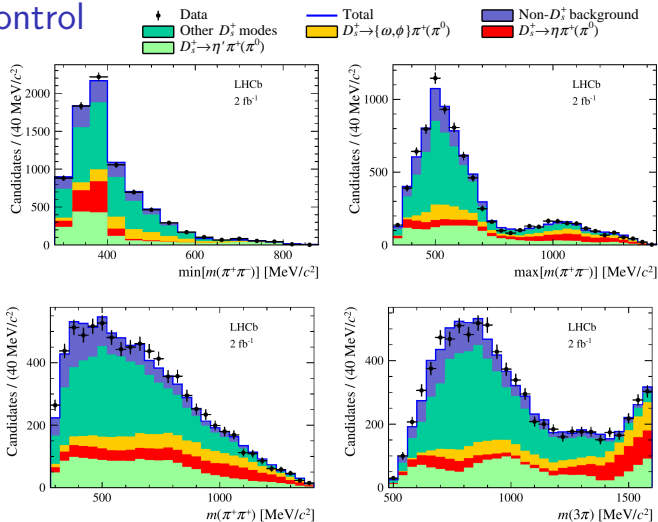 ontrol
Data
Total
Non-D_s^+ background
Other D_s^+ modes
D_s^+→{ω,ϕ}π^+(π^0)
D_s^+→ηπ^+(π^0)
D_s^+→η′π^+(π^0)
Candidates / (40 MeV/c^2)
2000
1500
1000
500
0
LHCb
2 fb^-1
400
600
800
min[m(π^+π^-)] [MeV/c^2]
Candidates / (40 MeV/c^2)
1000
500
0
LHCb
2 fb^-1
500
1000
max[m(π^+π^-)] [MeV/c^2]
Candidates / (40 MeV/c^2)
400
200
0
LHCb
2 fb^-1
500
1000
m(π^+π^+) [MeV/c^2]
Candidates / (40 MeV/c^2)
400
200
0
LHCb
2 fb^-1
500
1000
1500
m(3π) [MeV/c^2]